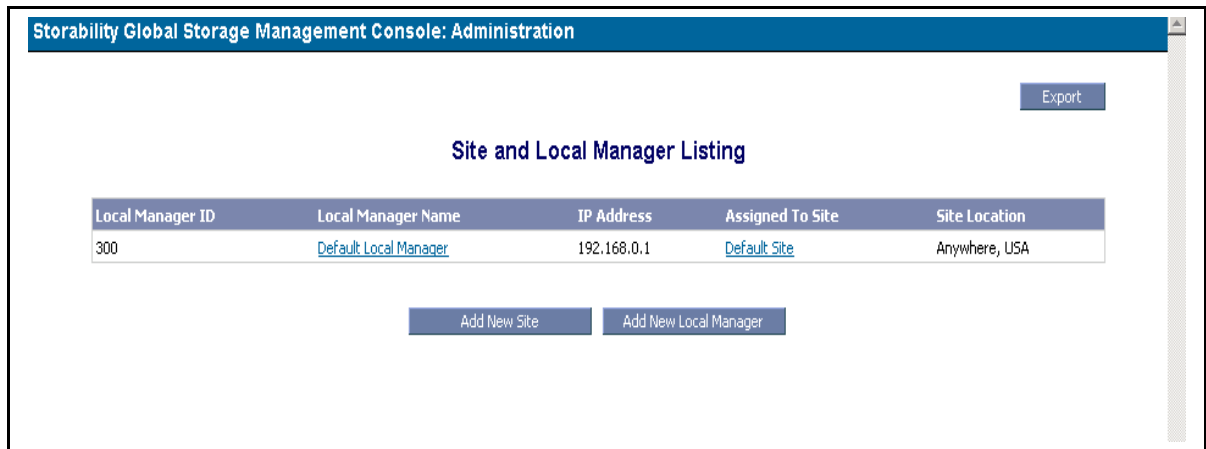 Storability Global Storage Management Console: Administration
Export
Site and Local Manager Listing
Local Manager ID Local Manager Name IP Address Assigned To Site Site Location
300 Default Local Manager 192.168.0.1 Default Site Anywhere, USA
Add New Site Add New Local Manager